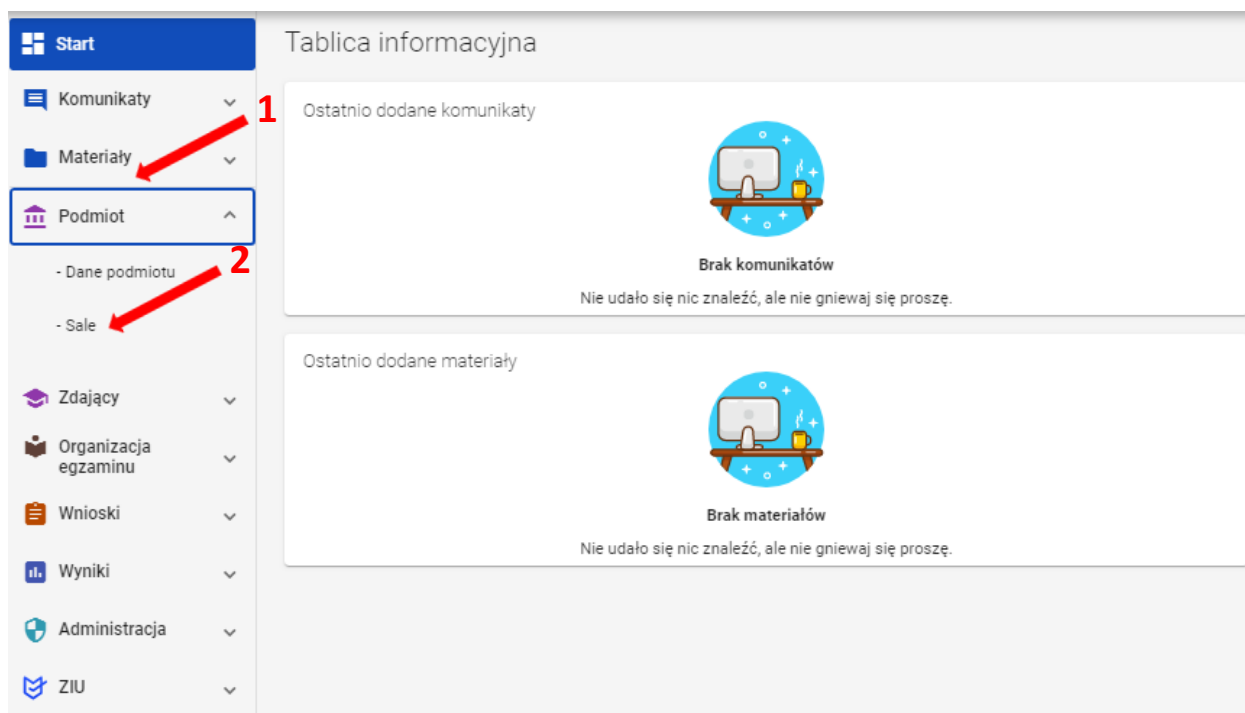 Start
Komunikaty
Materiały
Podmiot
- Dane podmiotu
- Sale
Zdający
Organizacja
egzaminu
Wnioski
Wyniki
Administracja
ZIU
1
2
Tablica informacyjna
Ostatnio dodane komunikaty
Brak komunikatów
Nie udało się nic znaleźć, ale nie gniewaj się proszę.
Ostatnio dodane materiały
Brak materiałów
Nie udało się nic znaleźć, ale nie gniewaj się proszę.